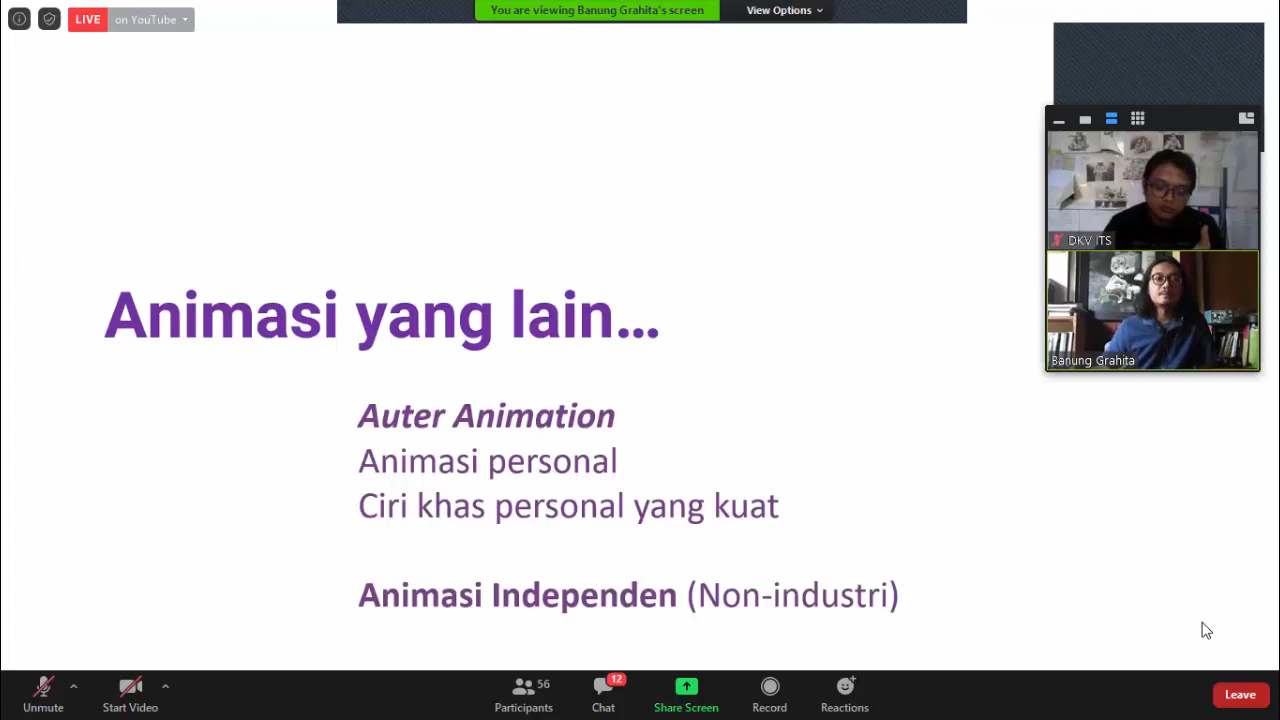 LIVE on YouTube
You are viewing Banung Grahita's screen
View Options
DKV ITS
Banung Grahita
Animasi yang lain...
Auter Animation
Animasi personal
Ciri khas personal yang kuat
Animasi Independen (Non-industri)
Unmute
Start Video
56
Participants
12
Chat
Share Screen
Record
Reactions
Leave